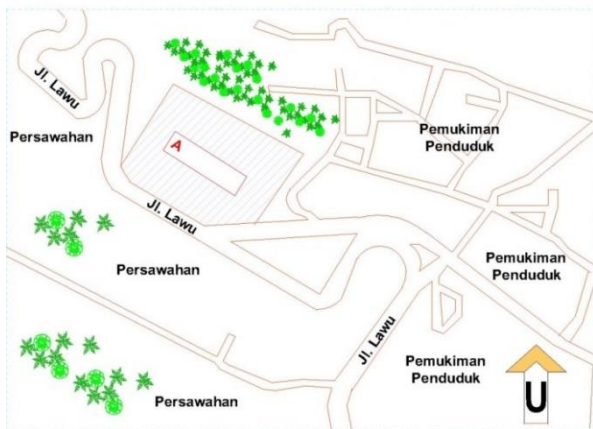 Jl. Lawu
Persawahan
A
Pemukiman
Penduduk
Jl. Lawu
Persawahan
Pemukiman
Penduduk
Jl. Lawu
Pemukiman
Penduduk
Persawahan
U